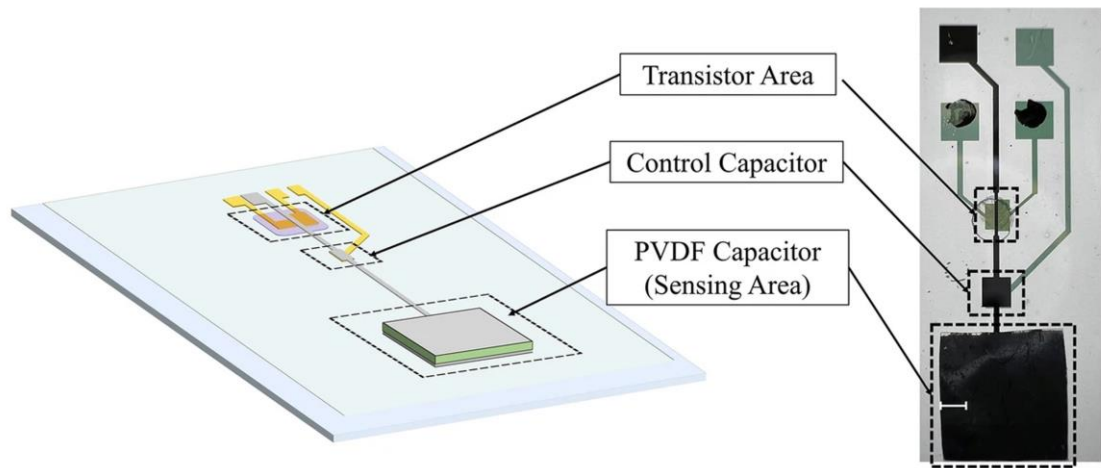 Transistor Area
Control Capacitor
PVDF Capacitor
(Sensing Area)